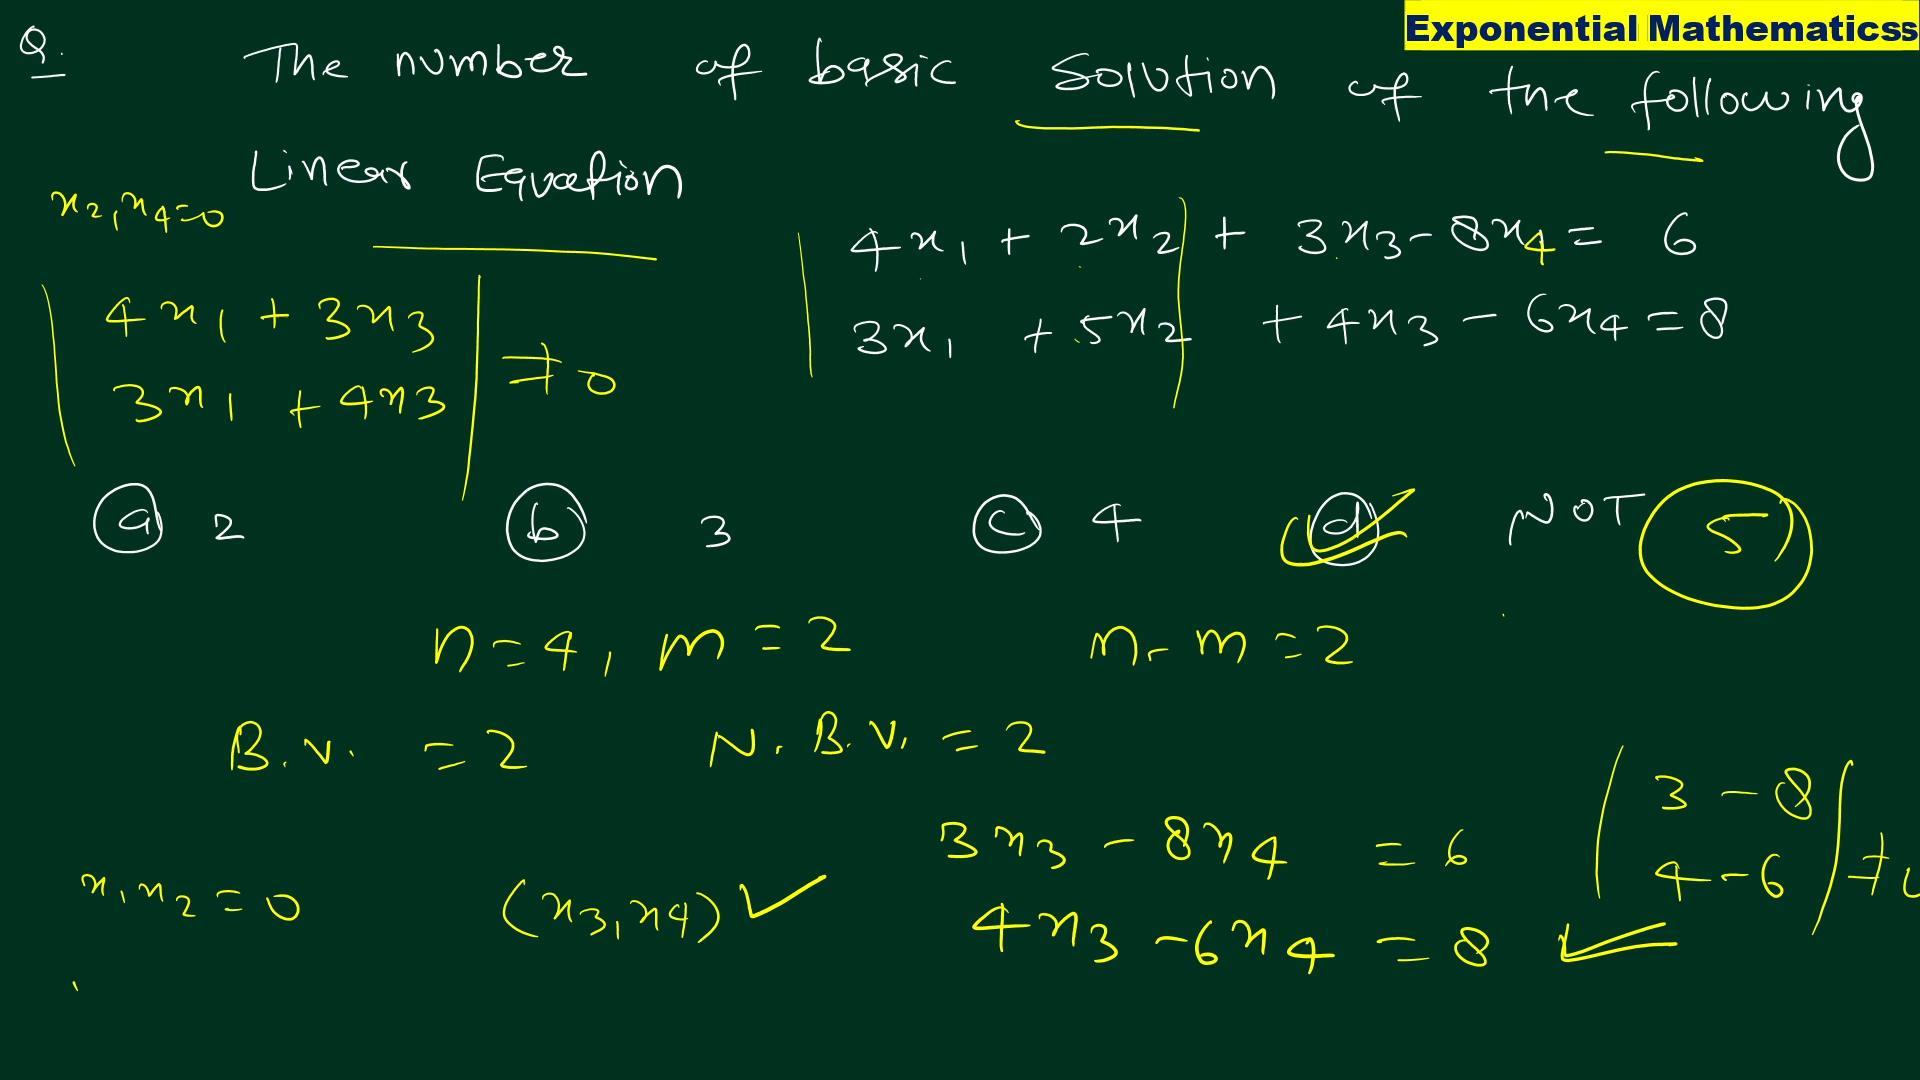 Exponential Mathematicss
Q. The number of basic solution of the following
Linear Equation
x2, x4=0
4x1 + 2x2 + 3x3 - 8x4 = 6
3x1 + 5x2 + 4x3 - 6x4 = 8
| 4x1 + 3x3 |
| 3x1 + 4x3 | ≠ 0
(a) 2 (b) 3 (c) 4 (d) NOT 5
n = 4, m = 2 n - m = 2
B.V. = 2 N.B.V. = 2
3x3 - 8x4 = 6
4x3 - 6x4 = 8
| 3 - 8 |
| 4 - 6 | ≠ 0
x1 x2 = 0 (x3, x4) ✓